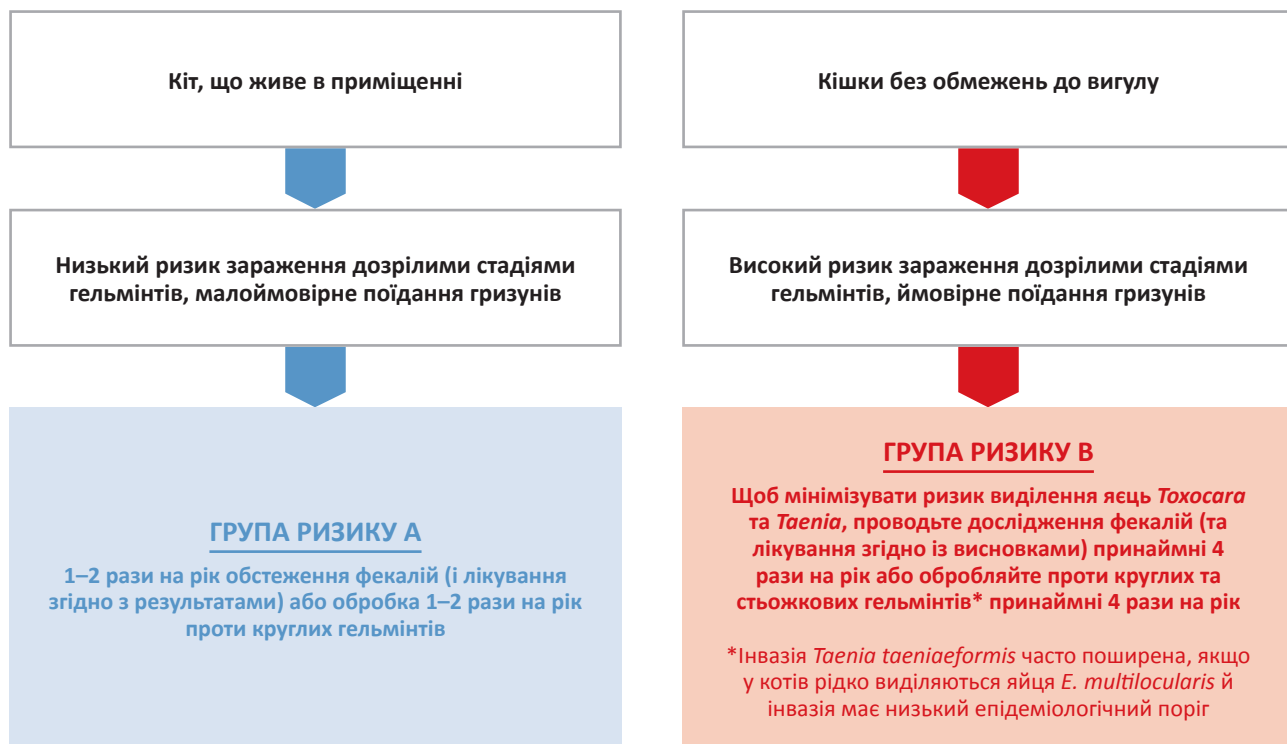 Кіт, що живе в приміщенні
Низький ризик зараження дозрілими стадіями
гельмінтів, малоймовірне поїдання гризунів
ГРУПА РИЗИКУ А
1–2 рази на рік обстеження фекалій (і лікування
згідно з результатами) або обробка 1–2 рази на рік
проти круглих гельмінтів
Кішки без обмежень до вигулу
Високий ризик зараження дозрілими стадіями
гельмінтів, ймовірне поїдання гризунів
ГРУПА РИЗИКУ В
Щоб мінімізувати ризик виділення яєць Toxocara
та Taenia, проводьте дослідження фекалій (та
лікування згідно із висновками) принаймні 4
рази на рік або обробляйте проти круглих та
стьожкових гельмінтів* принаймні 4 рази на рік
*Інвазія Taenia taeniaeformis часто поширена, якщо
у котів рідко виділяються яйця E. multilocularis й
інвазія має низький епідеміологічний поріг